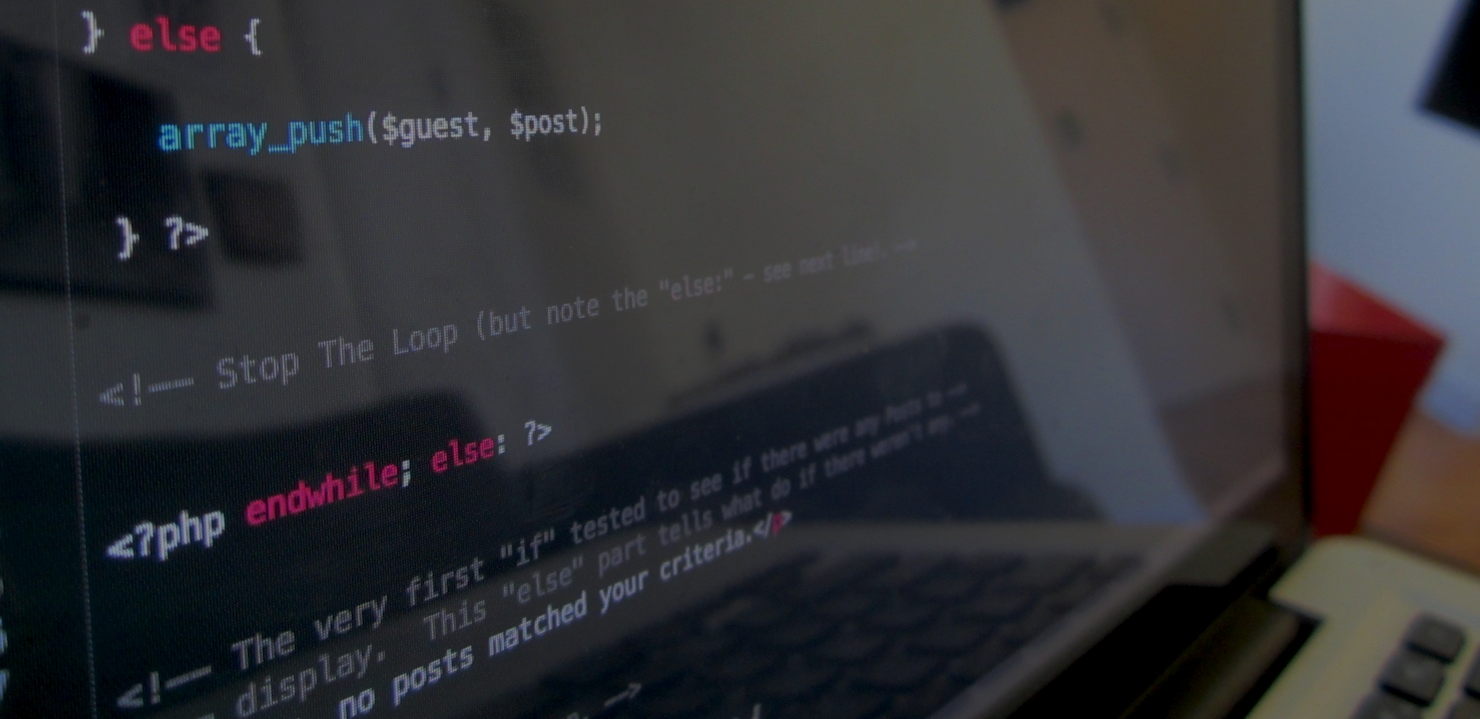 } else {
array_push($guest, $post);
} ?>
<!-- Stop The Loop (but note the "else:" - see next line). -->
<?php endwhile; else: ?>
<!-- The very first "if" tested to see if there were any Posts to -->
display. This "else" part tells what do if there weren't any. -->
no posts matched your criteria.</p>
-->